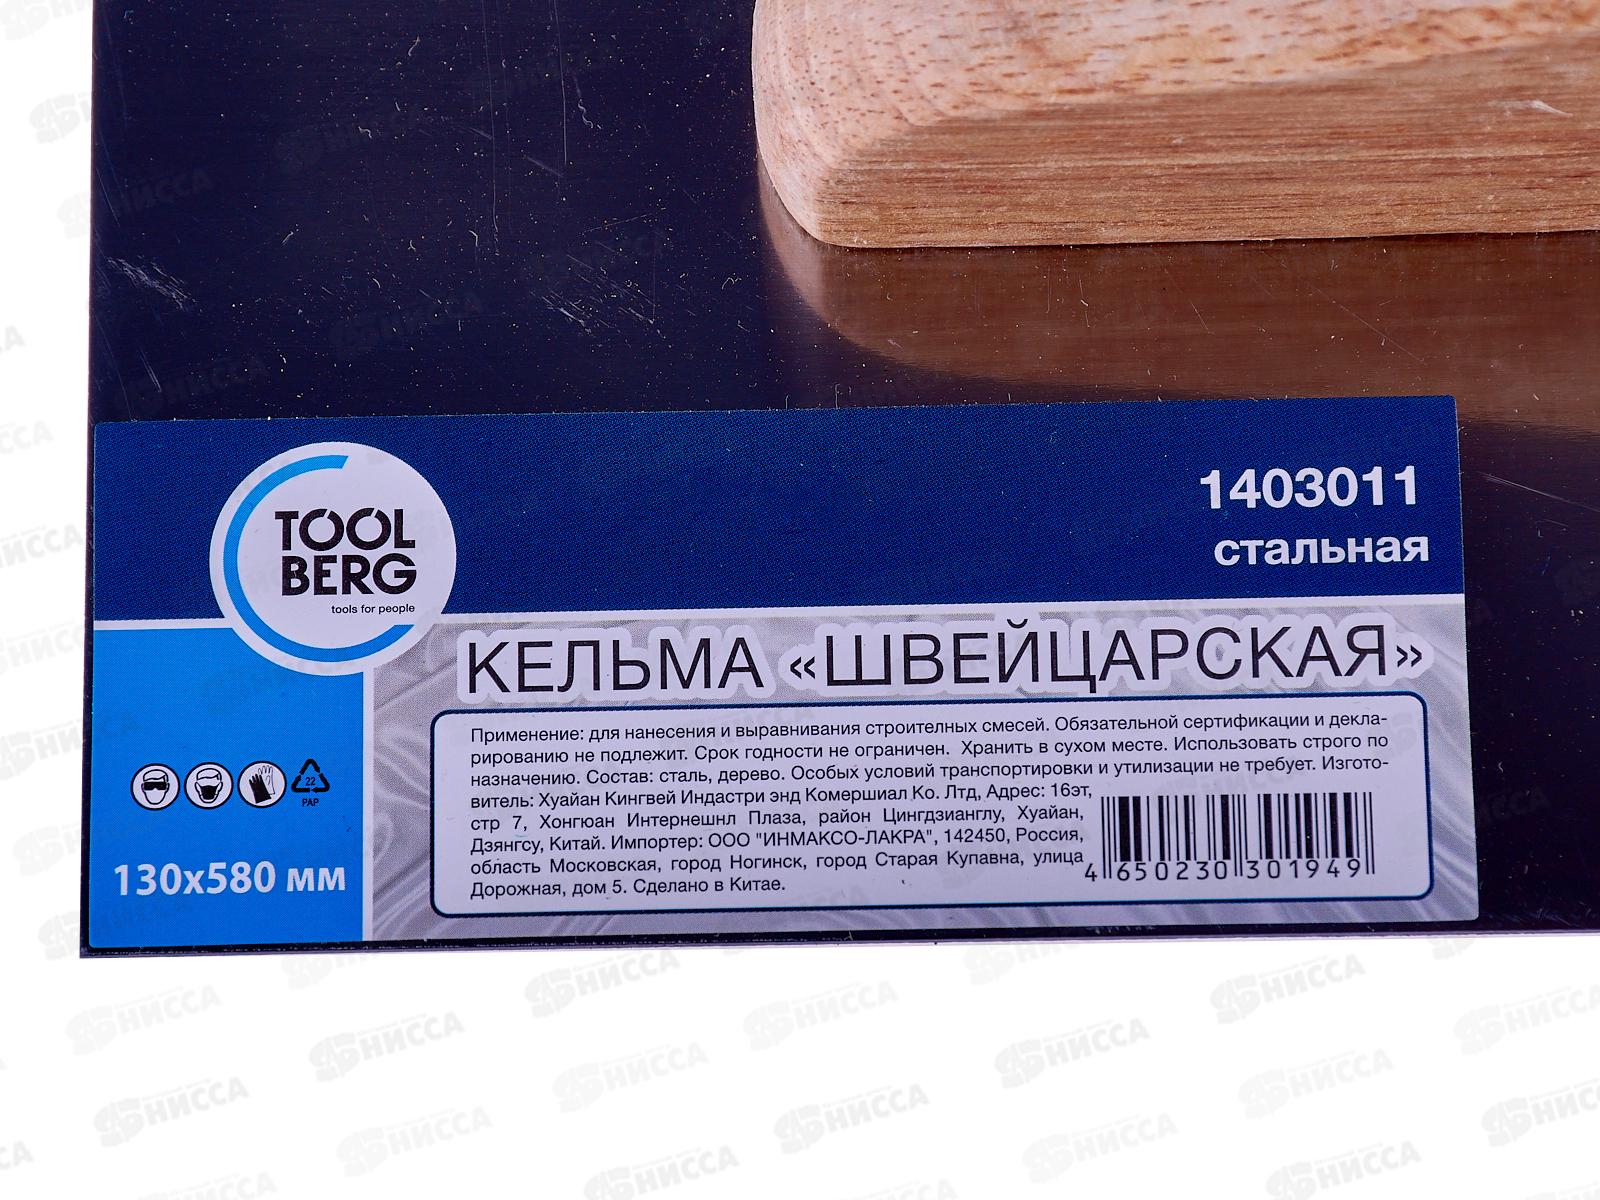 1403011
стальная
TOOL
BERG
tools for people
КЕЛЬМА «ШВЕЙЦАРСКАЯ»
Применение: для нанесения и выравнивания строителных смесей. Обязательной сертификации и декла-
рированию не подлежит. Срок годности не ограничен. Хранить в сухом месте. Использовать строго по
назначению. Состав: сталь, дерево. Особых условий транспортировки и утилизации не требует. Изгото-
витель: Хуайан Кингвей Индастри энд Комершиал Ко. Лтд, Адрес: 16эт,
стр 7, Хонгюан Интернешнл Плаза, район Цингдзианглу, Хуайан,
Дзянгсу, Китай. Импортер: ООО "ИНМАКСО-ЛАКРА", 142450, Россия,
область Московская, город Ногинск, город Старая Купавна, улица
Дорожная, дом 5. Сделано в Китае.
4 650230 301949
22
PAP
130х580 мм
НИССА